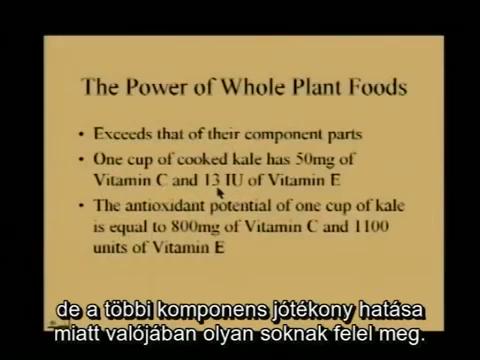 The Power of Whole Plant Foods
• Exceeds that of their component parts
• One cup of cooked kale has 50mg of
Vitamin C and 13 IU of Vitamin E
• The antioxidant potential of one cup of kale
is equal to 800mg of Vitamin C and 1100
units of Vitamin E
de a többi komponens jótékony hatása
miatt valójában olyan soknak felel meg.